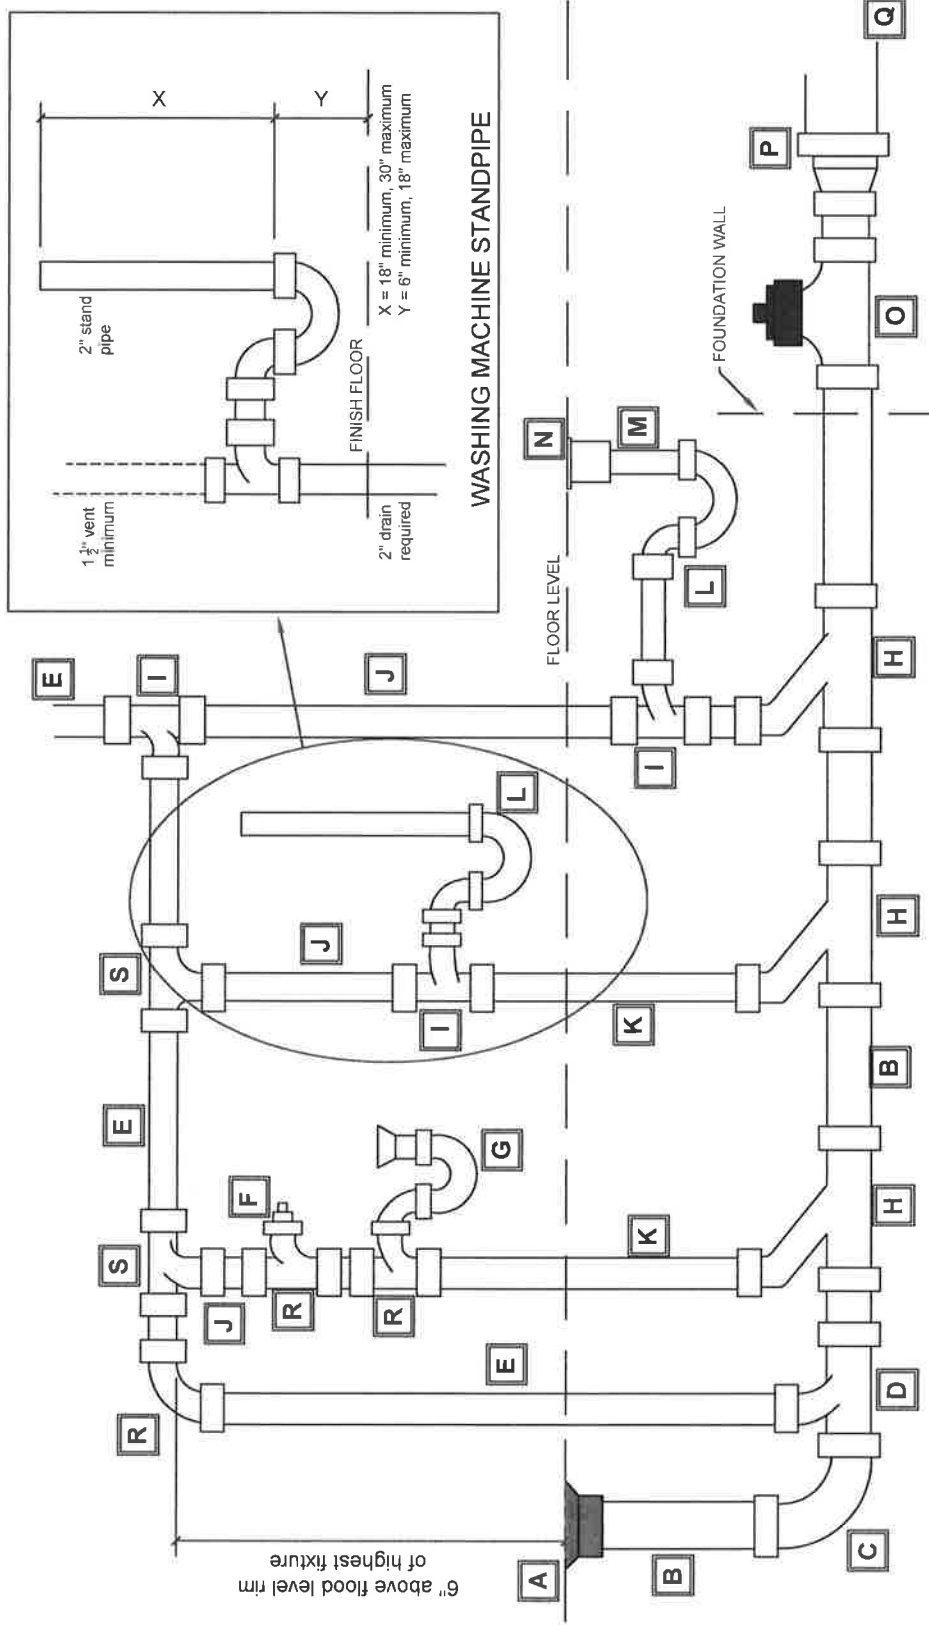 1 1/2" vent
minimum
2" stand
pipe
X
Y
FINISH FLOOR
2" drain
required
X = 18" minimum, 30" maximum
Y = 6" minimum, 18" maximum
WASHING MACHINE STANDPIPE
6" above flood level rim
of highest fixture
R
S
E
S
I
E
J
R
F
R
G
J
I
L
J
E
K
K
I
L
M
N
FLOOR LEVEL
FOUNDATION WALL
A
B
C
D
H
B
H
H
O
P
Q